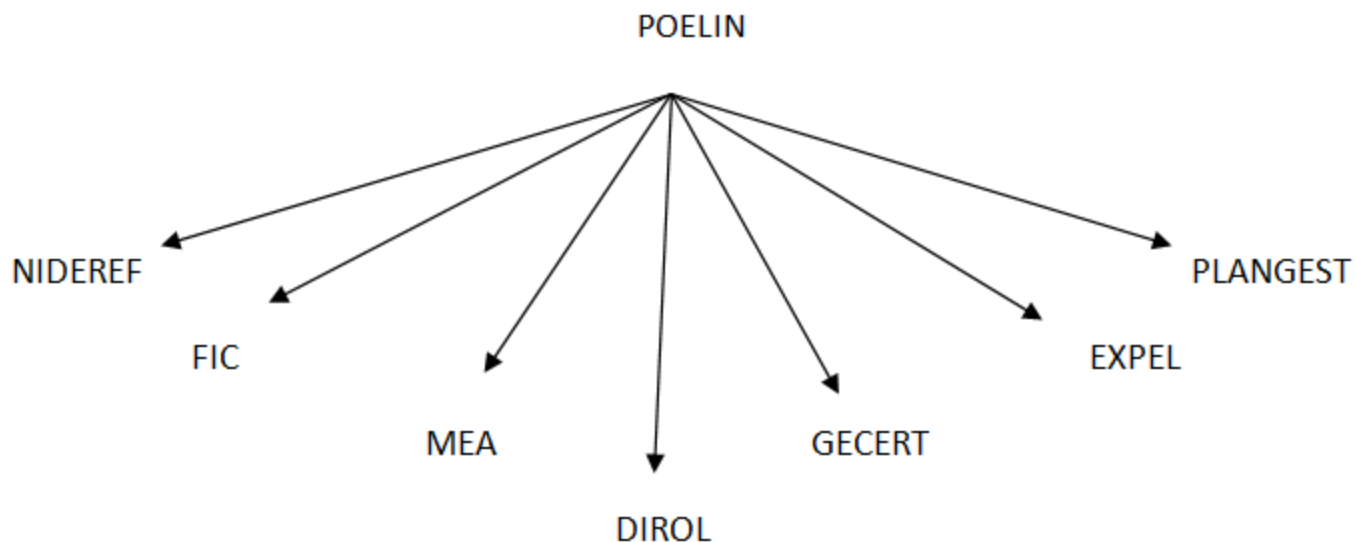 POELIN
NIDEREF
PLANGEST
FIC
EXPEL
MEA
GECERT
DIROL